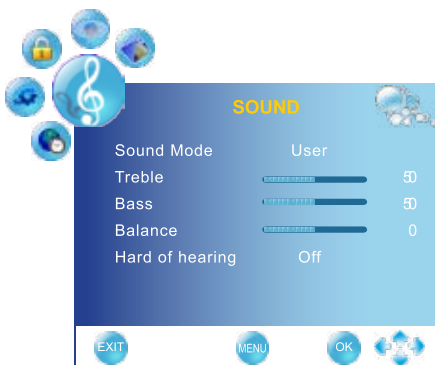 SOUND
Sound Mode User
Treble 50
Bass 50
Balance 0
Hard of hearing Off
EXIT MENU OK